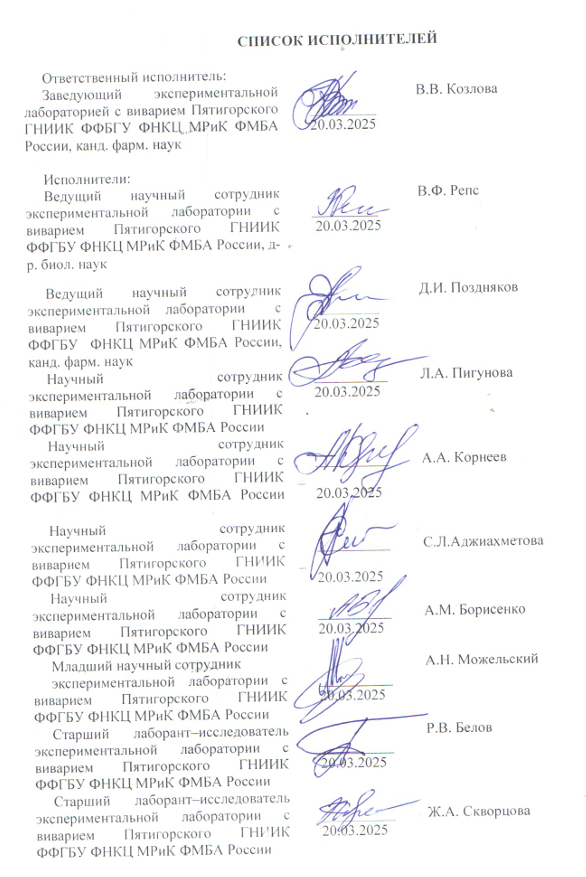 СПИСОК ИСПОЛНИТЕЛЕЙ
Ответственный исполнитель:
Заведующий экспериментальной В.В. Козлова
лабораторией с виварием Пятигорского
ГНИИК ФФБГУ ФНКЦ МРиК ФМБА 20.03.2025
России, канд. фарм. наук
Исполнители:
Ведущий научный сотрудник В.Ф. Репс
экспериментальной лаборатории с
виварием Пятигорского ГНИИК 20.03.2025
ФФГБУ ФНКЦ МРиК ФМБА России, д-
р. биол. наук
Ведущий научный сотрудник Д.И. Поздняков
экспериментальной лаборатории с
виварием Пятигорского ГНИИК 20.03.2025
ФФГБУ ФНКЦ МРиК ФМБА России,
канд. фарм. наук
Научный сотрудник Л.А. Пигунова
экспериментальной лаборатории с 20.03.2025
виварием Пятигорского ГНИИК
ФФГБУ ФНКЦ МРиК ФМБА России
Научный сотрудник
экспериментальной лаборатории с А.А. Корнеев
виварием Пятигорского ГНИИК
ФФГБУ ФНКЦ МРиК ФМБА России 20.03.2025
Научный сотрудник
экспериментальной лаборатории с С.Л.Аджиахметова
виварием Пятигорского ГНИИК
ФФГБУ ФНКЦ МРиК ФМБА России 20.03.2025
Научный сотрудник
экспериментальной лаборатории с А.М. Борисенко
виварием Пятигорского ГНИИК 20.03.2025
ФФГБУ ФНКЦ МРиК ФМБА России
Младший научный сотрудник А.Н. Можельский
экспериментальной лаборатории с
виварием Пятигорского ГНИИК 20.03.2025
ФФГБУ ФНКЦ МРиК ФМБА России
Старший лаборант–исследователь Р.В. Белов
экспериментальной лаборатории с
виварием Пятигорского ГНИИК 20.03.2025
ФФГБУ ФНКЦ МРиК ФМБА России
Старший лаборант–исследователь
экспериментальной лаборатории с Ж.А. Скворцова
виварием Пятигорского ГНИИК 20.03.2025
ФФГБУ ФНКЦ МРиК ФМБА России